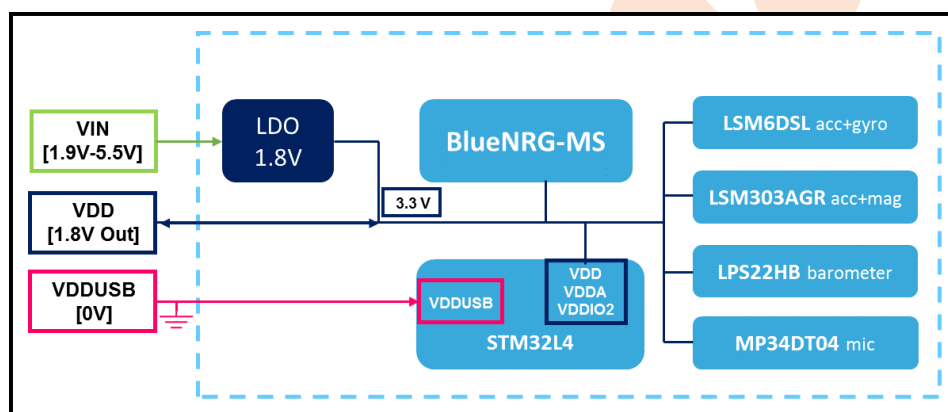 VIN
[1.9V-5.5V]
LDO
1.8V
BlueNRG-MS
LSM6DSL acc+gyro
VDD
[1.8V Out]
3.3 V
LSM303AGR acc+mag
VDDUSB
[0V]
VDDUSB
VDD
VDDA
VDDIO2
STM32L4
LPS22HB barometer
MP34DT04 mic